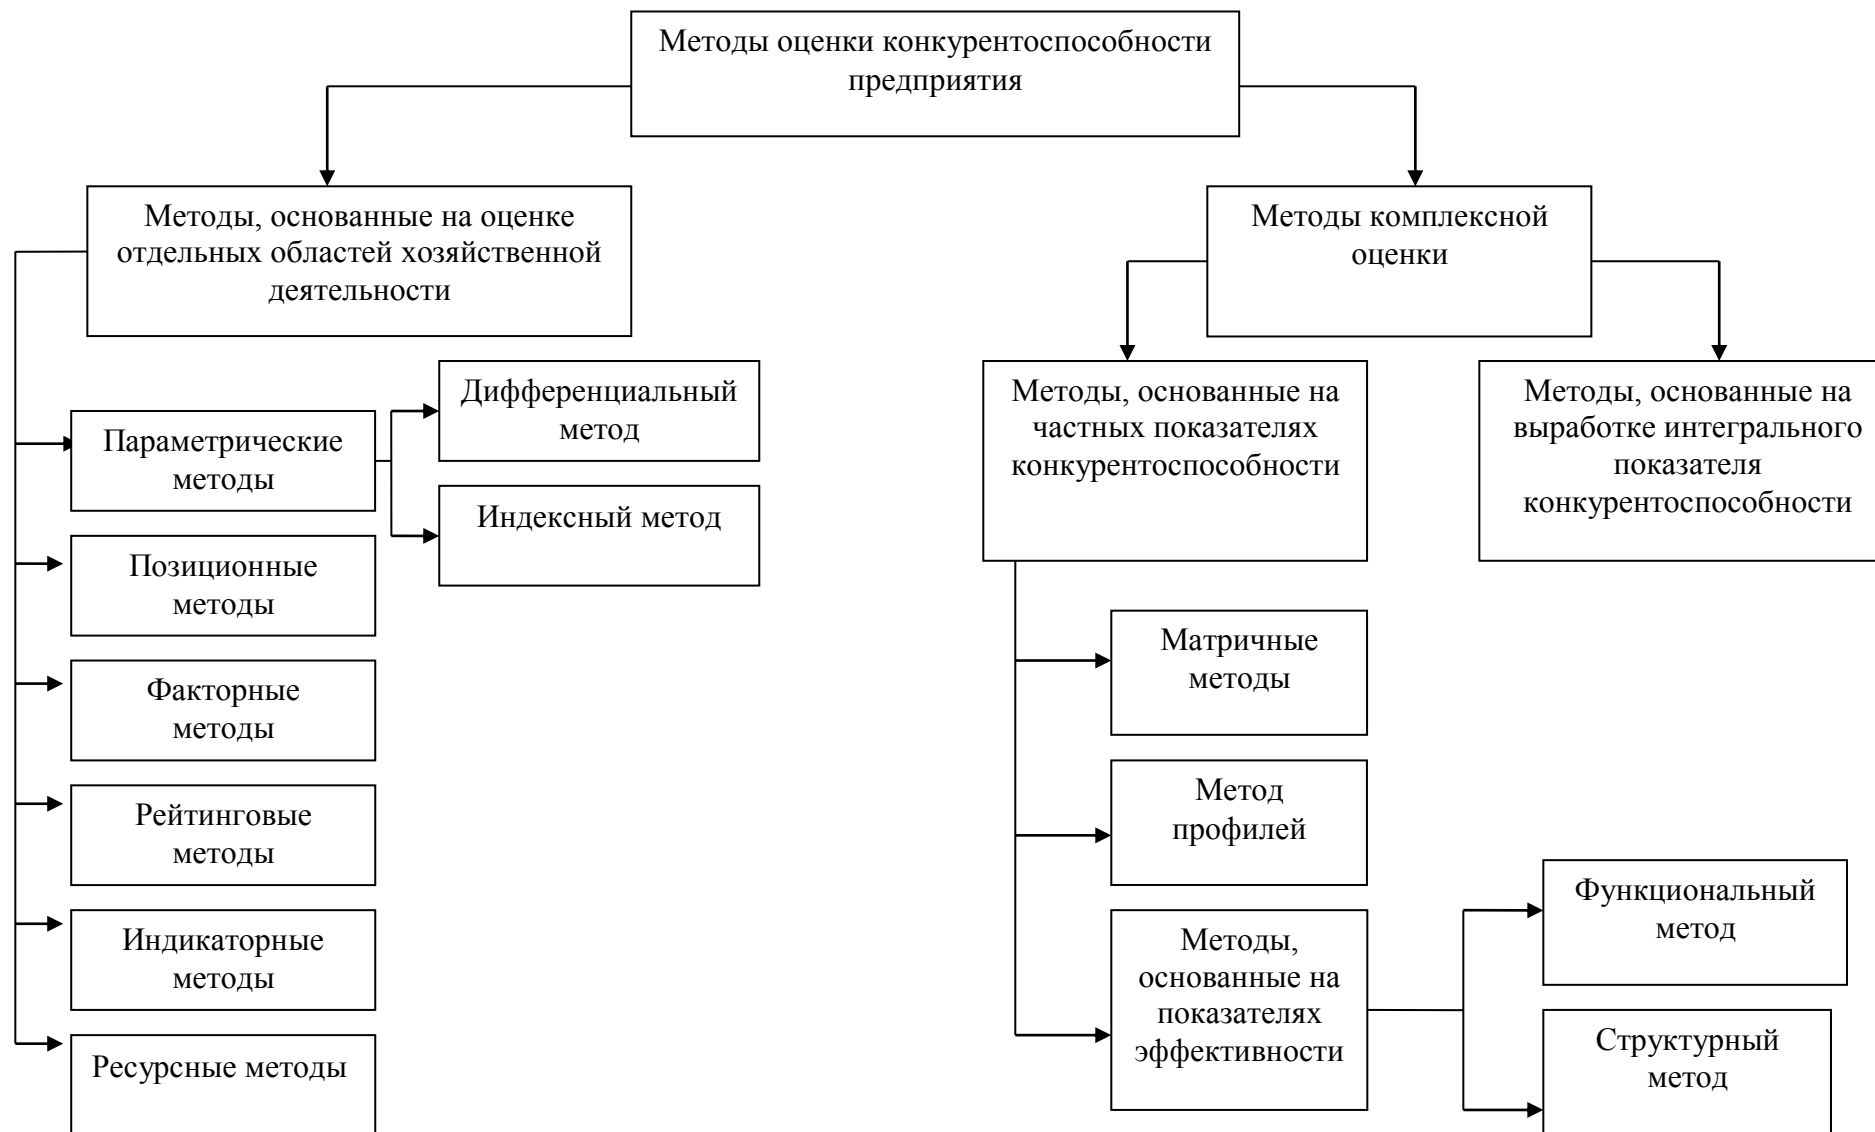 Методы оценки конкурентоспособности
предприятия
Методы, основанные на оценке
отдельных областей хозяйственной
деятельности
Методы комплексной
оценки
Параметрические
методы
Дифференциальный
метод
Индексный метод
Позиционные
методы
Факторные
методы
Рейтинговые
методы
Индикаторные
методы
Ресурсные методы
Методы, основанные на
частных показателях
конкурентоспособности
Методы, основанные на
выработке интегрального
показателя
конкурентоспособности
Матричные
методы
Метод
профилей
Методы,
основанные на
показателях
эффективности
Функциональный
метод
Структурный
метод